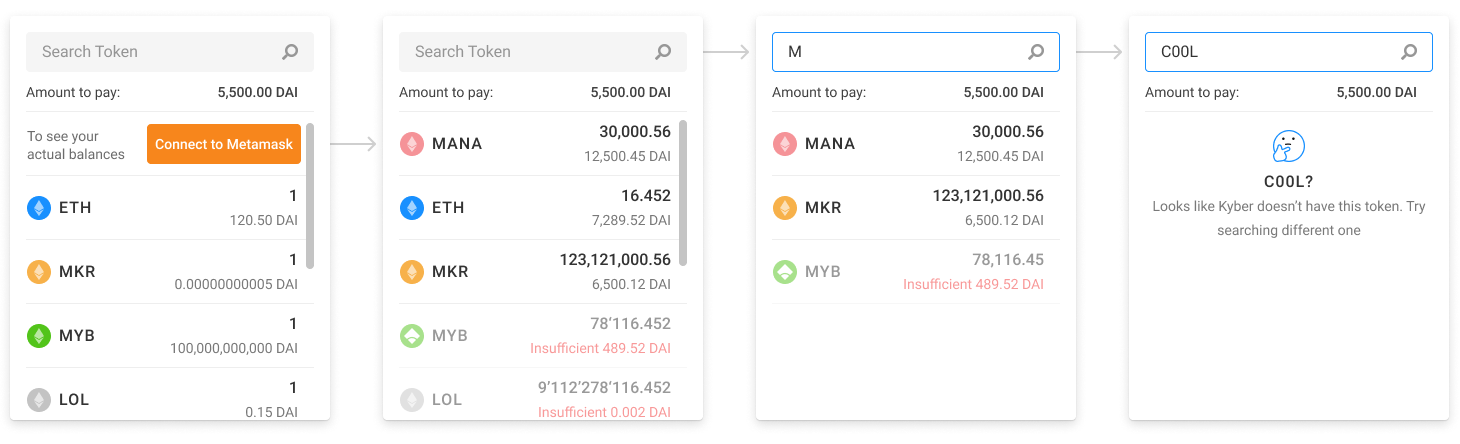 Search Token
Amount to pay: 5,500.00 DAI
To see your
actual balances
Connect to Metamask
ETH 1
120.50 DAI
MKR 1
0.00000000005 DAI
MYB 1
100,000,000,000 DAI
LOL 1
0.15 DAI
Search Token
Amount to pay: 5,500.00 DAI
MANA 30,000.56
12,500.45 DAI
ETH 16.452
7,289.52 DAI
MKR 123,121,000.56
6,500.12 DAI
MYB 78’116.452
Insufficient 489.52 DAI
LOL 9’112’278’116.452
Insufficient 0.002 DAI
M
Amount to pay: 5,500.00 DAI
MANA 30,000.56
12,500.45 DAI
MKR 123,121,000.56
6,500.12 DAI
MYB 78,116.45
Insufficient 489.52 DAI
C00L
Amount to pay: 5,500.00 DAI
C00L?
Looks like Kyber doesn’t have this token. Try
searching different one